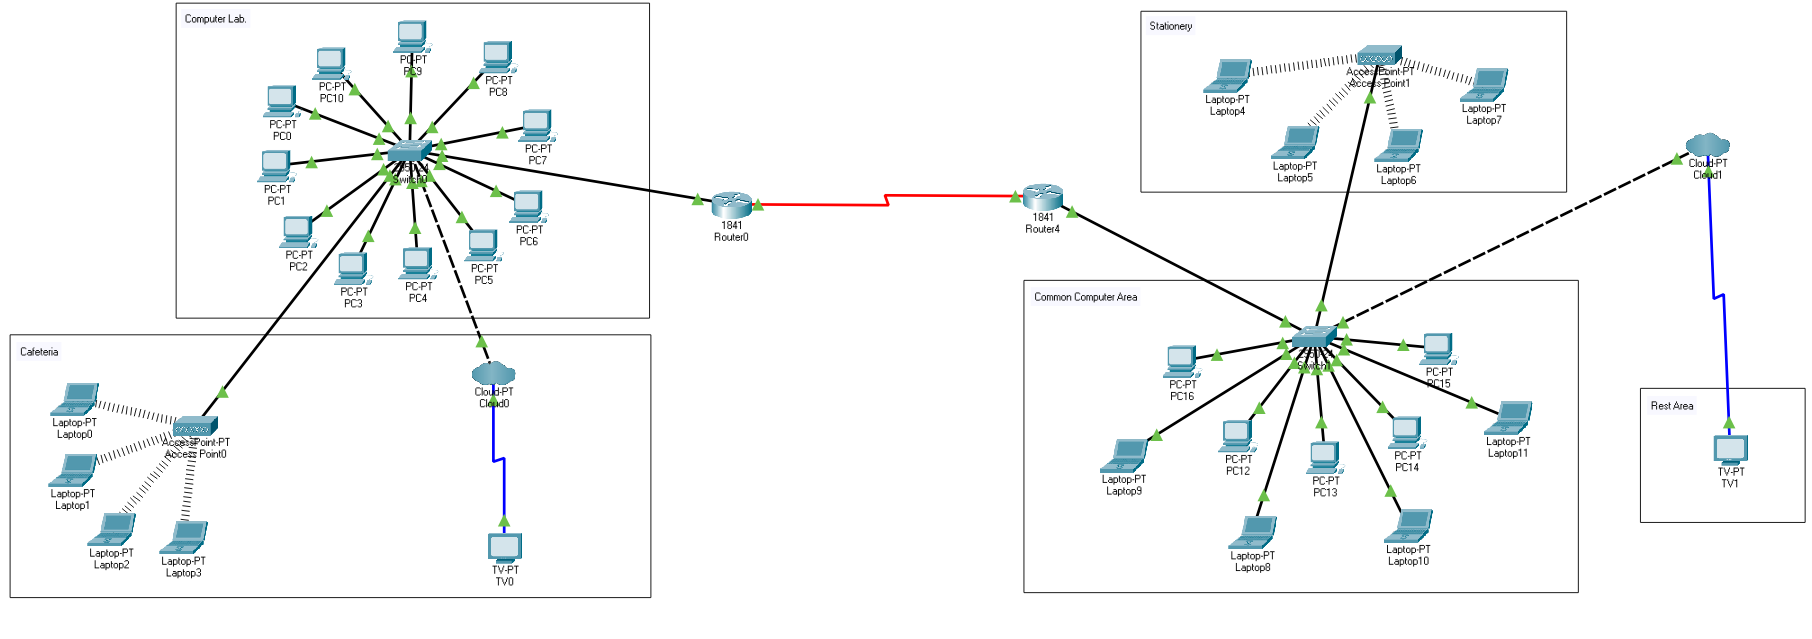 Computer Lab.
PC-PT
PC9
PC-PT
PC10
PC-PT
PC8
PC-PT
PC0
PC-PT
PC7
PC-PT
PC1
Switch0
PC-PT
PC2
PC-PT
PC6
PC-PT
PC3
PC-PT
PC4
PC-PT
PC5
1841
Router0
1841
Router4
Stationery
AccessPoint-PT
Access Point1
Laptop-PT
Laptop4
Laptop-PT
Laptop7
Laptop-PT
Laptop5
Laptop-PT
Laptop6
Cloud-PT
Cloud1
Cafeteria
Cloud-PT
Cloud0
Laptop-PT
Laptop0
AccessPoint-PT
Access Point0
Laptop-PT
Laptop1
Laptop-PT
Laptop2
Laptop-PT
Laptop3
TV-PT
TV0
Common Computer Area
2950-24
Switch1
PC-PT
PC16
PC-PT
PC15
Laptop-PT
Laptop11
PC-PT
PC12
PC-PT
PC14
Laptop-PT
Laptop9
PC-PT
PC13
Laptop-PT
Laptop8
Laptop-PT
Laptop10
Rest Area
TV-PT
TV1